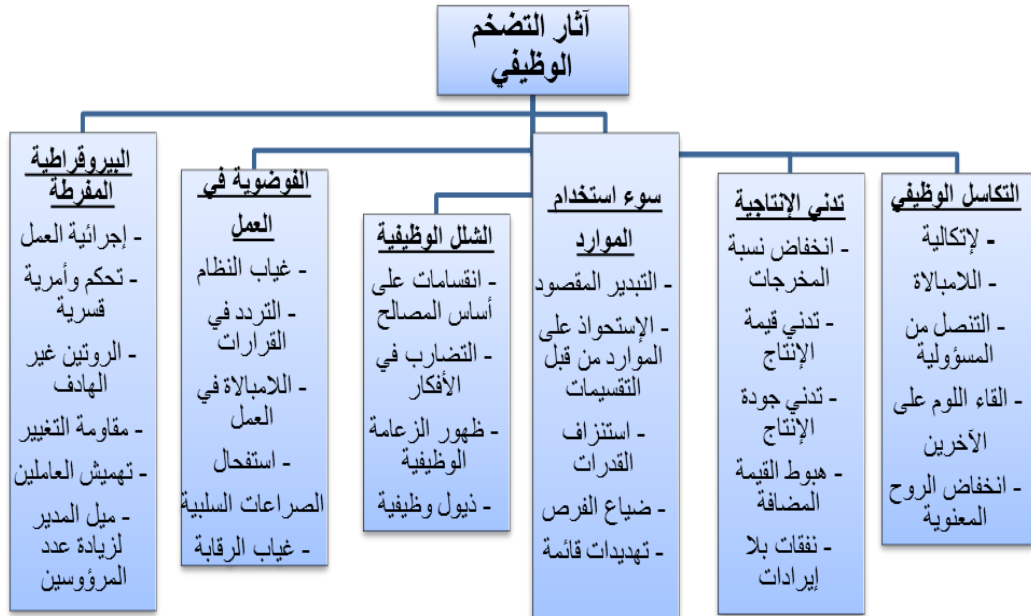 آثار التضخم
الوظيفي
التكاسل الوظيفي
- لإتكالية
- اللامبالاة
- التنصل من
المسؤولية
- القاء اللوم على
الآخرين
- انخفاض الروح
المعنوية
تدني الإنتاجية
- انخفاض نسبة
المخرجات
- تدني قيمة
الإنتاج
- تدني جودة
الإنتاج
- هبوط القيمة
المضافة
- نفقات بلا
إيرادات
سوء استخدام
الموارد
- التبدير المقصود
- الإستحواذ على
الموارد من قبل
التقسيمات
- استنزاف
القدرات
- ضياع الفرص
- تهديدات قائمة
الشلل الوظيفية
- انقسامات على
أساس المصالح
- التضارب في
الأفكار
- ظهور الزعامة
الوظيفية
- ذيول وظيفية
الفوضوية في
العمل
- غياب النظام
- التردد في
القرارات
- اللامبالاة في
العمل
- استفحال
الصراعات السلبية
- غياب الرقابة
البيروقراطية
المفرطة
- إجرائية العمل
- تحكم وأمرية
قسرية
- الروتين غير
الهادف
- مقاومة التغيير
- تهميش العاملين
- ميل المدير
لزيادة عدد
المرؤوسين